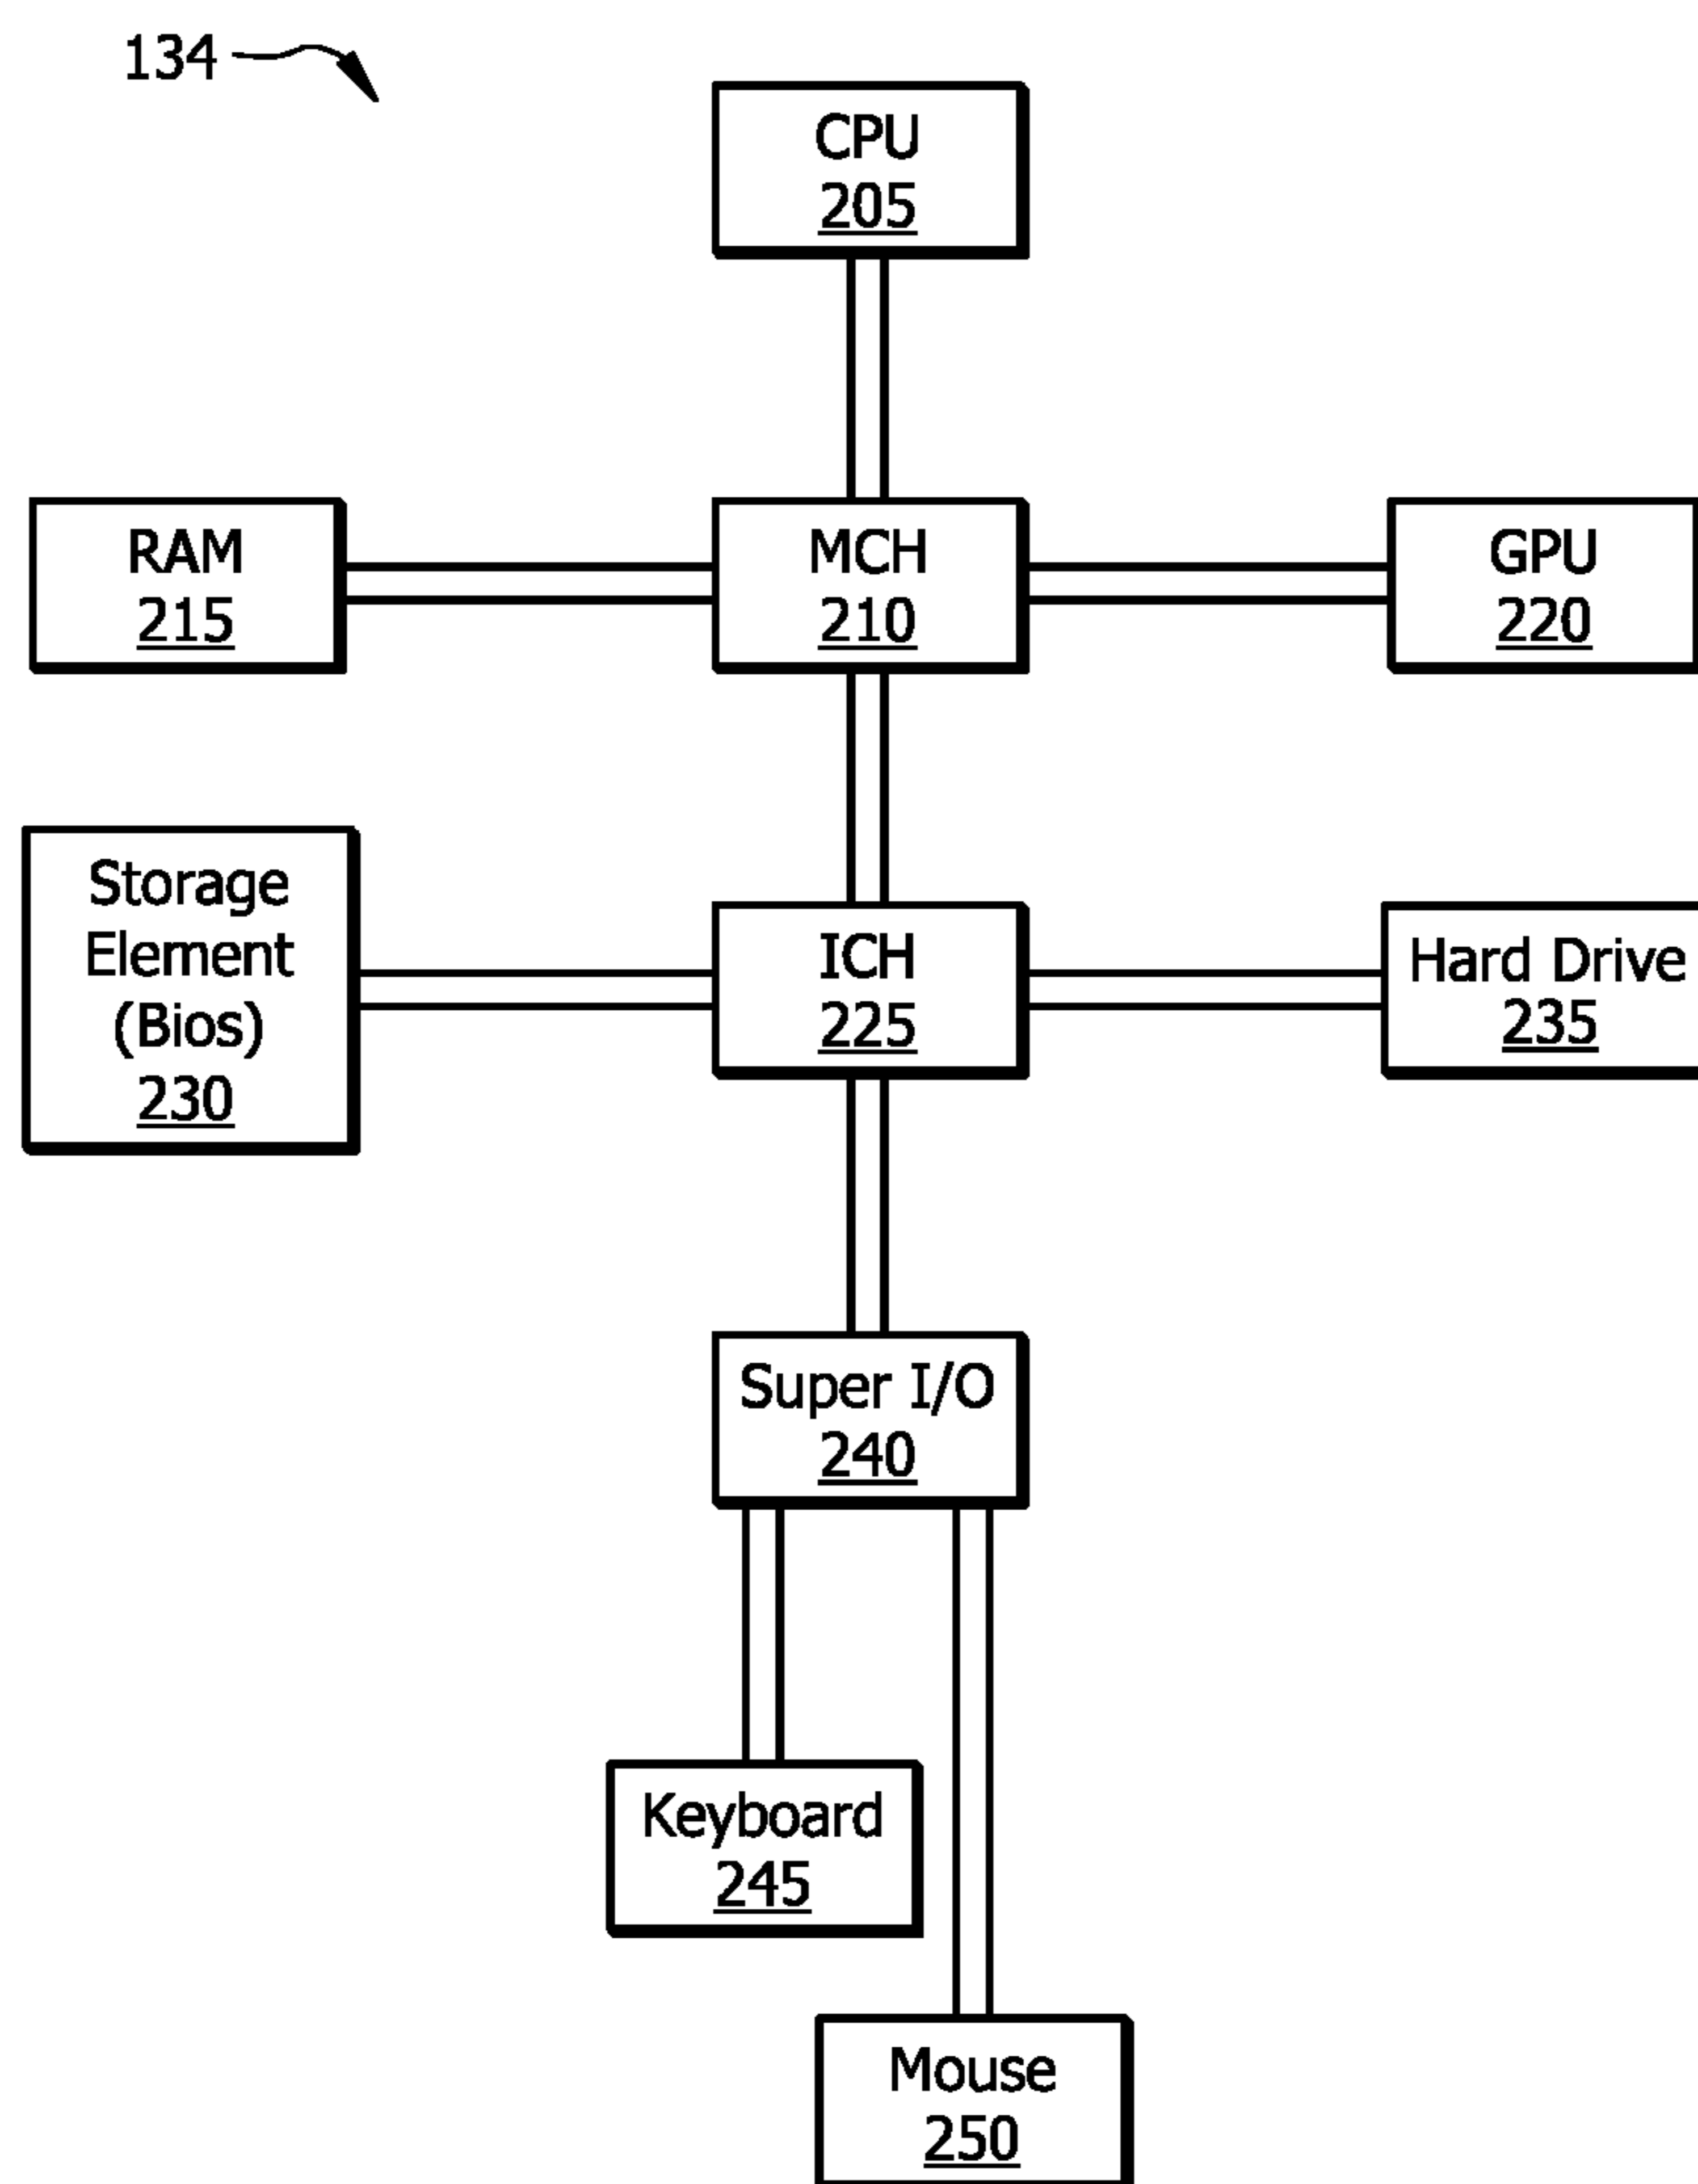 134
CPU
205
RAM
215
MCH
210
GPU
220
Storage
Element
(Bios)
230
ICH
225
Hard Drive
235
Super I/O
240
Keyboard
245
Mouse
250